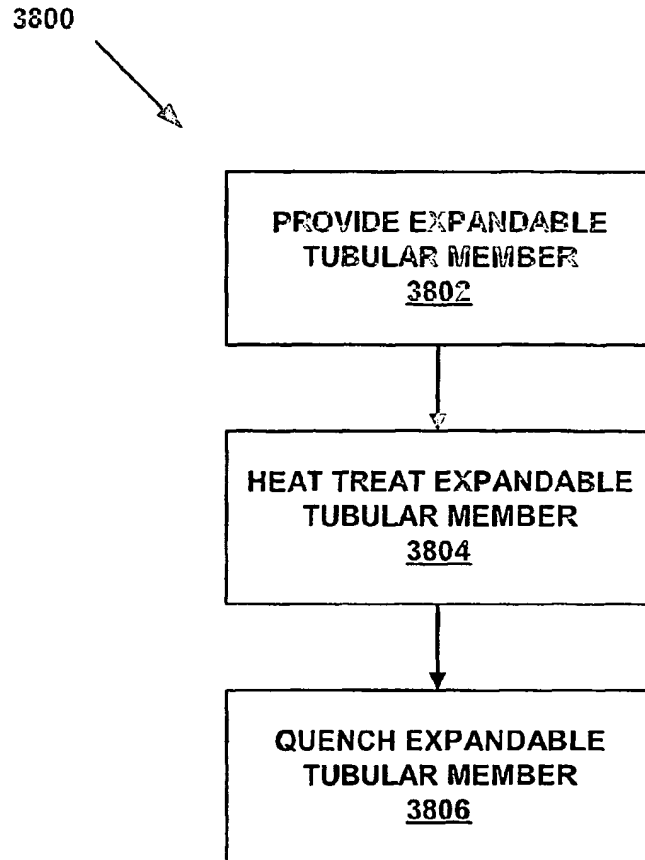 3800
PROVIDE EXPANDABLE
TUBULAR MEMBER
3802
HEAT TREAT EXPANDABLE
TUBULAR MEMBER
3804
QUENCH EXPANDABLE
TUBULAR MEMBER
3806